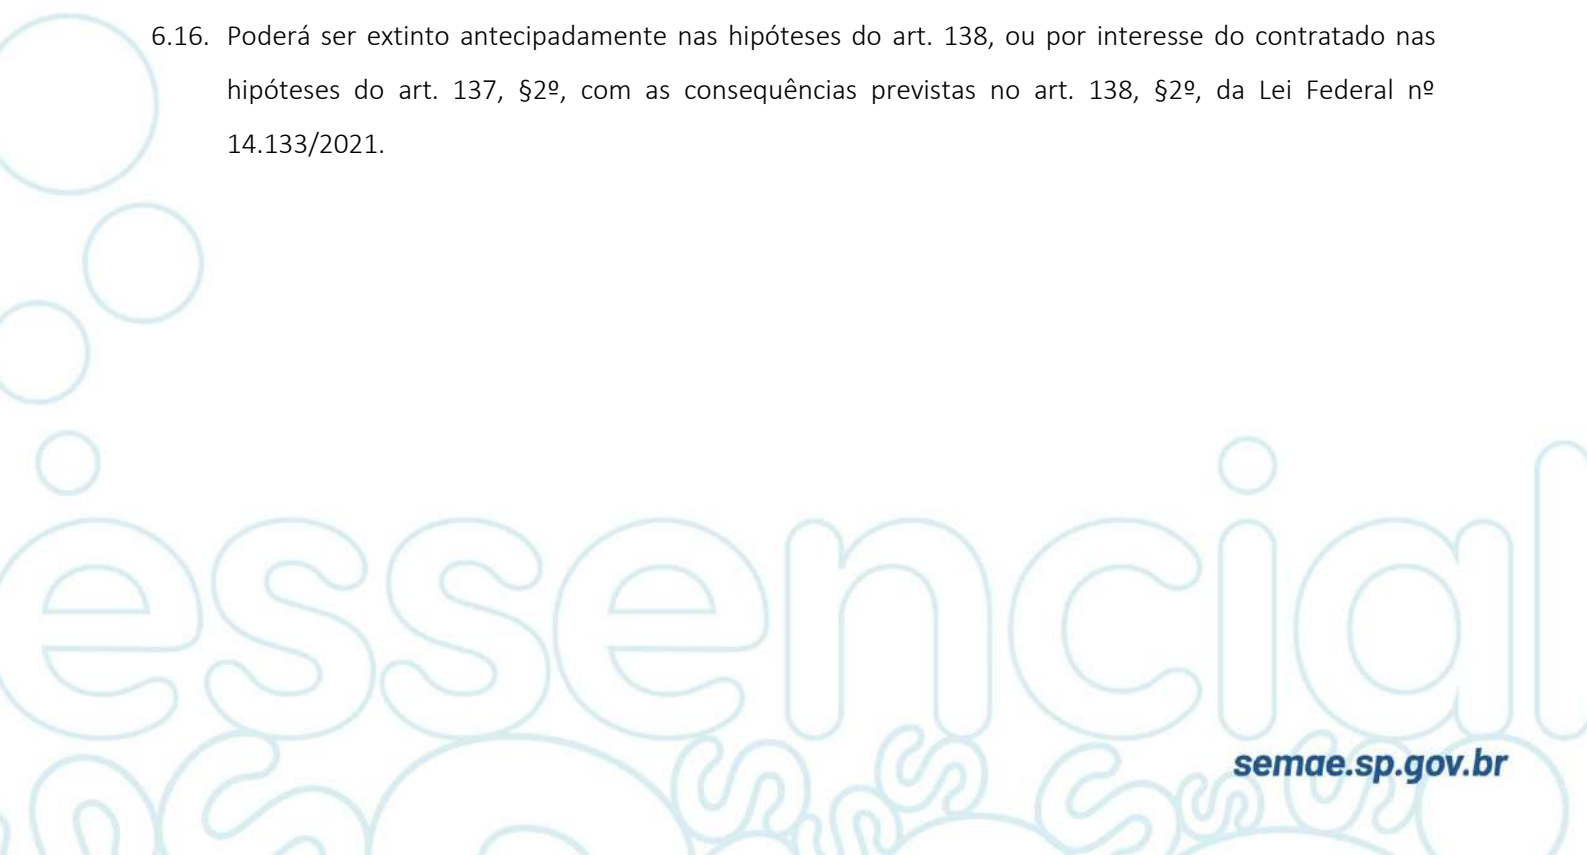 6.16. Poderá ser extinto antecipadamente nas hipóteses do art. 138, ou por interesse do contratado nas
hipóteses do art. 137, §2º, com as consequências previstas no art. 138, §2º, da Lei Federal nº
14.133/2021.
essencial
semae.sp.gov.br